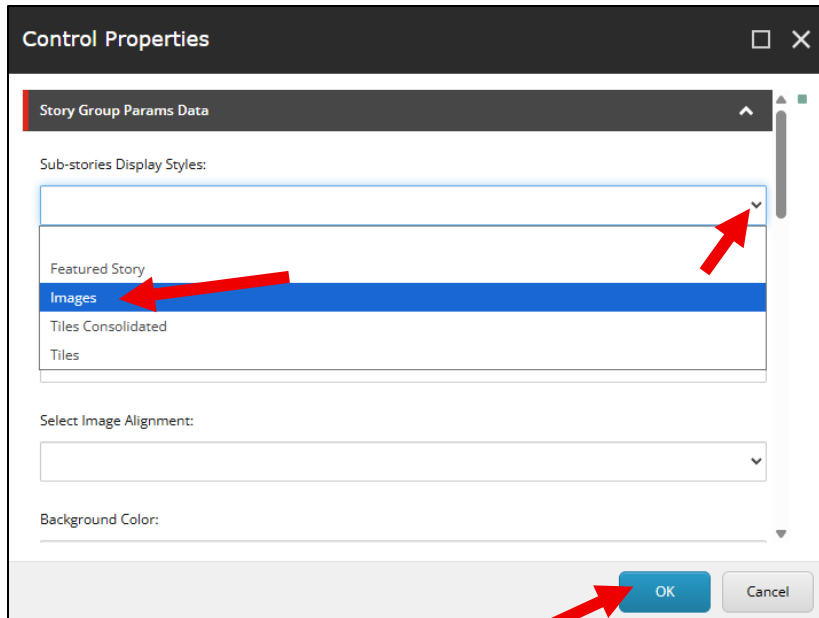 Control Properties
Story Group Params Data
Sub-stories Display Styles:
Featured Story
Images
Tiles Consolidated
Tiles
Select Image Alignment:
Background Color:
OK
Cancel